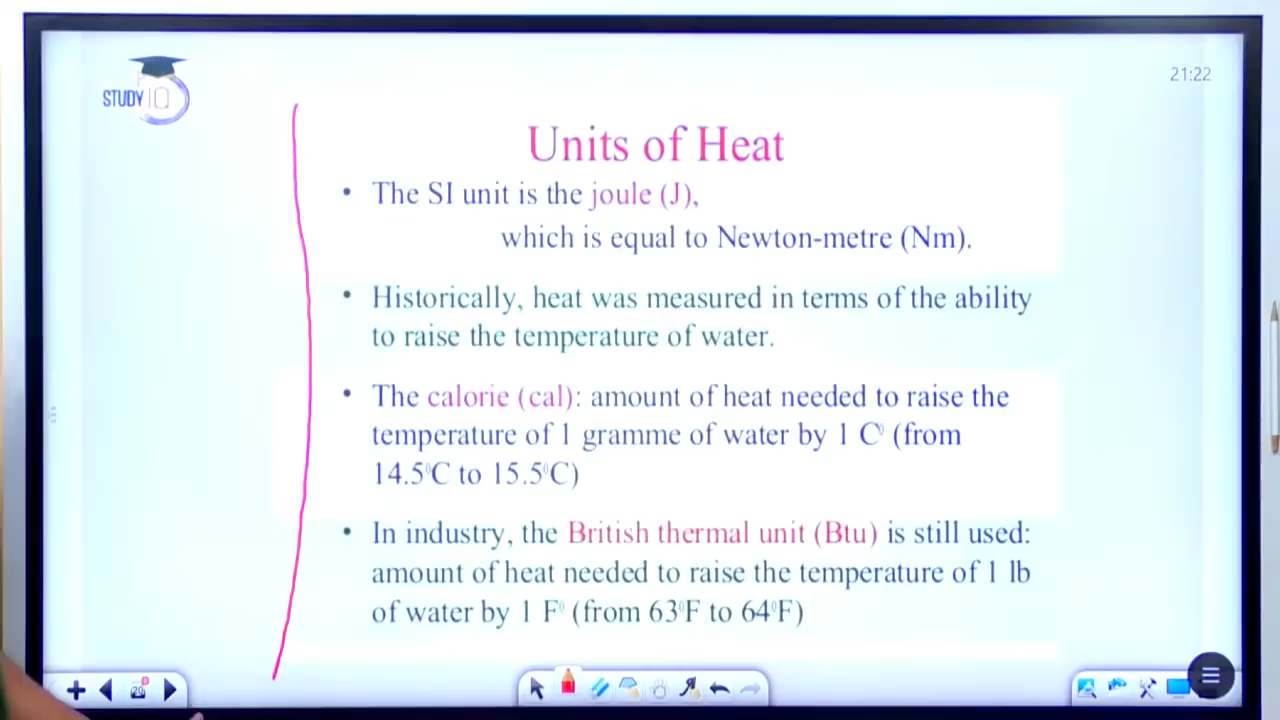 STUDY IQ
21:22
Units of Heat
• The SI unit is the joule (J),
which is equal to Newton-metre (Nm).
• Historically, heat was measured in terms of the ability
to raise the temperature of water.
• The calorie (cal): amount of heat needed to raise the
temperature of 1 gramme of water by 1 C⁰ (from
14.5⁰C to 15.5⁰C)
• In industry, the British thermal unit (Btu) is still used:
amount of heat needed to raise the temperature of 1 lb
of water by 1 F⁰ (from 63⁰F to 64⁰F)
20